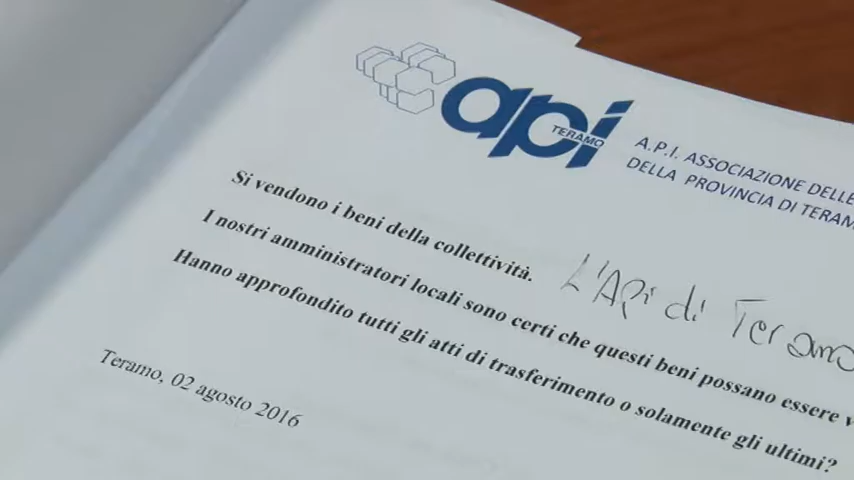 api
TERAMO
A.P.I. ASSOCIAZIONE DELLE
DELLA PROVINCIA DI TERAM
Si vendono i beni della collettività.
L'Api di Teramo
I nostri amministratori locali sono certi che questi beni possano essere v
Hanno approfondito tutti gli atti di trasferimento o solamente gli ultimi?
Teramo, 02 agosto 2016